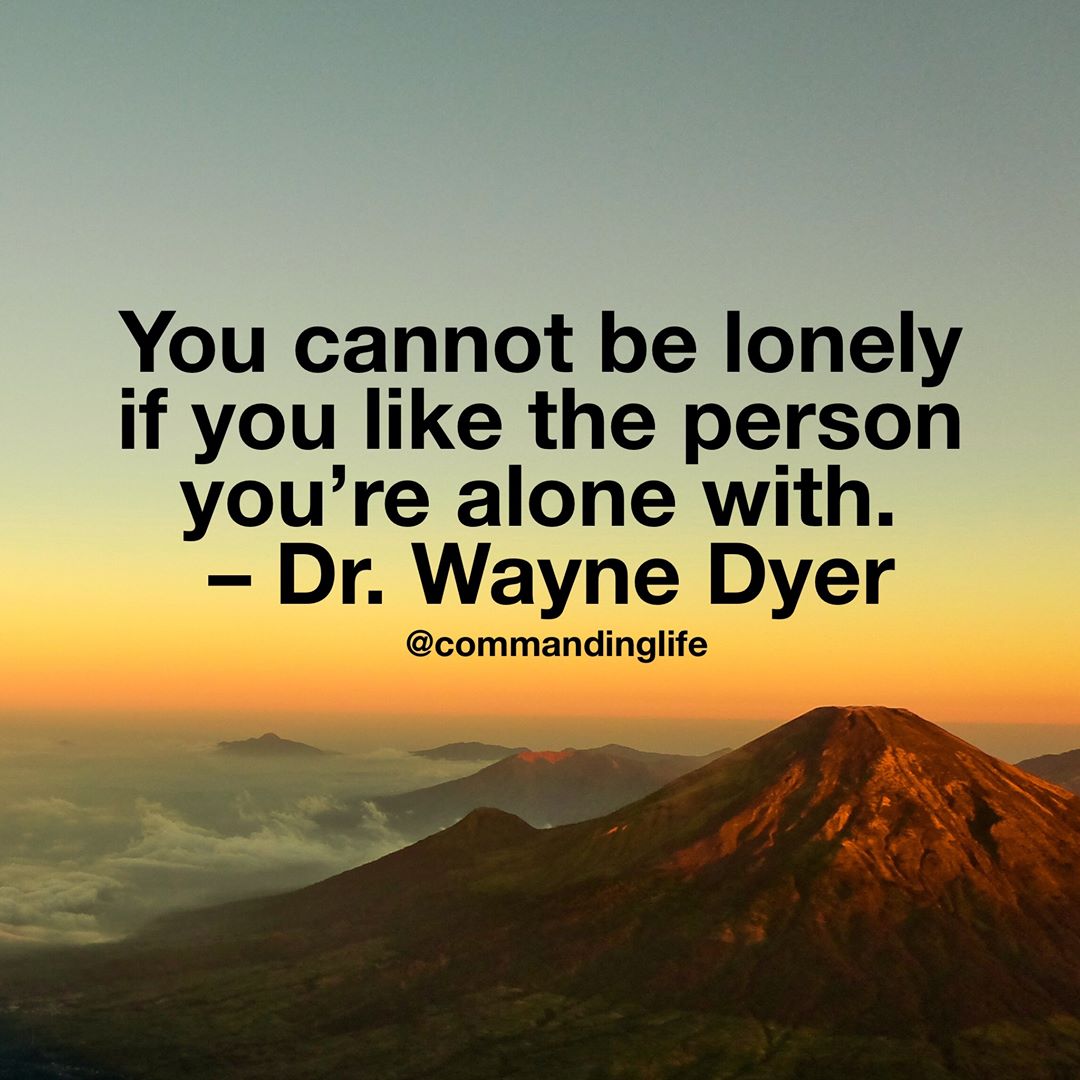 You cannot be lonely
if you like the person
you’re alone with.
– Dr. Wayne Dyer
@commandinglife